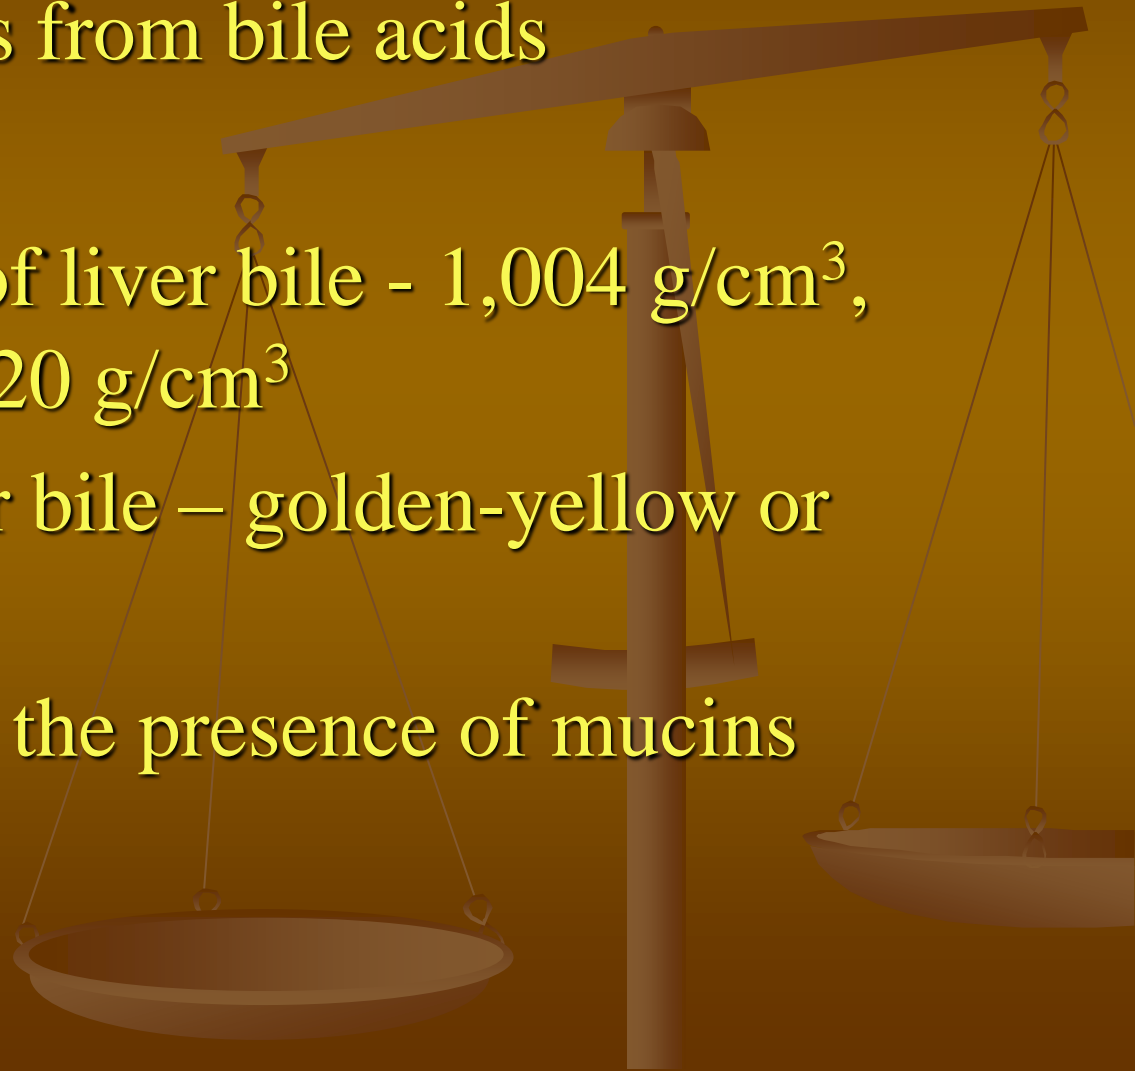 s from bile acids
of liver bile - 1,004 g/cm³,
20 g/cm³
r bile – golden-yellow or
the presence of mucins